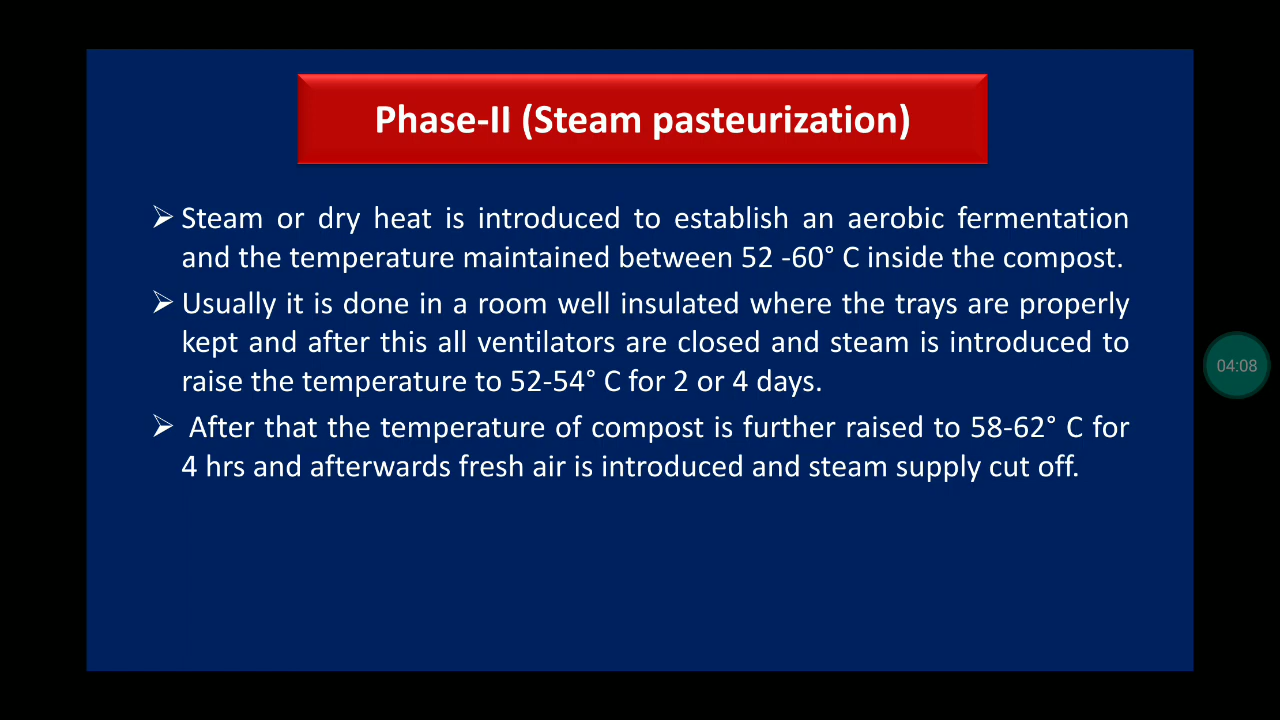 Phase-II (Steam pasteurization)
➢ Steam or dry heat is introduced to establish an aerobic fermentation
and the temperature maintained between 52 -60° C inside the compost.
➢ Usually it is done in a room well insulated where the trays are properly
kept and after this all ventilators are closed and steam is introduced to
raise the temperature to 52-54° C for 2 or 4 days.
➢ After that the temperature of compost is further raised to 58-62° C for
4 hrs and afterwards fresh air is introduced and steam supply cut off.
04:08